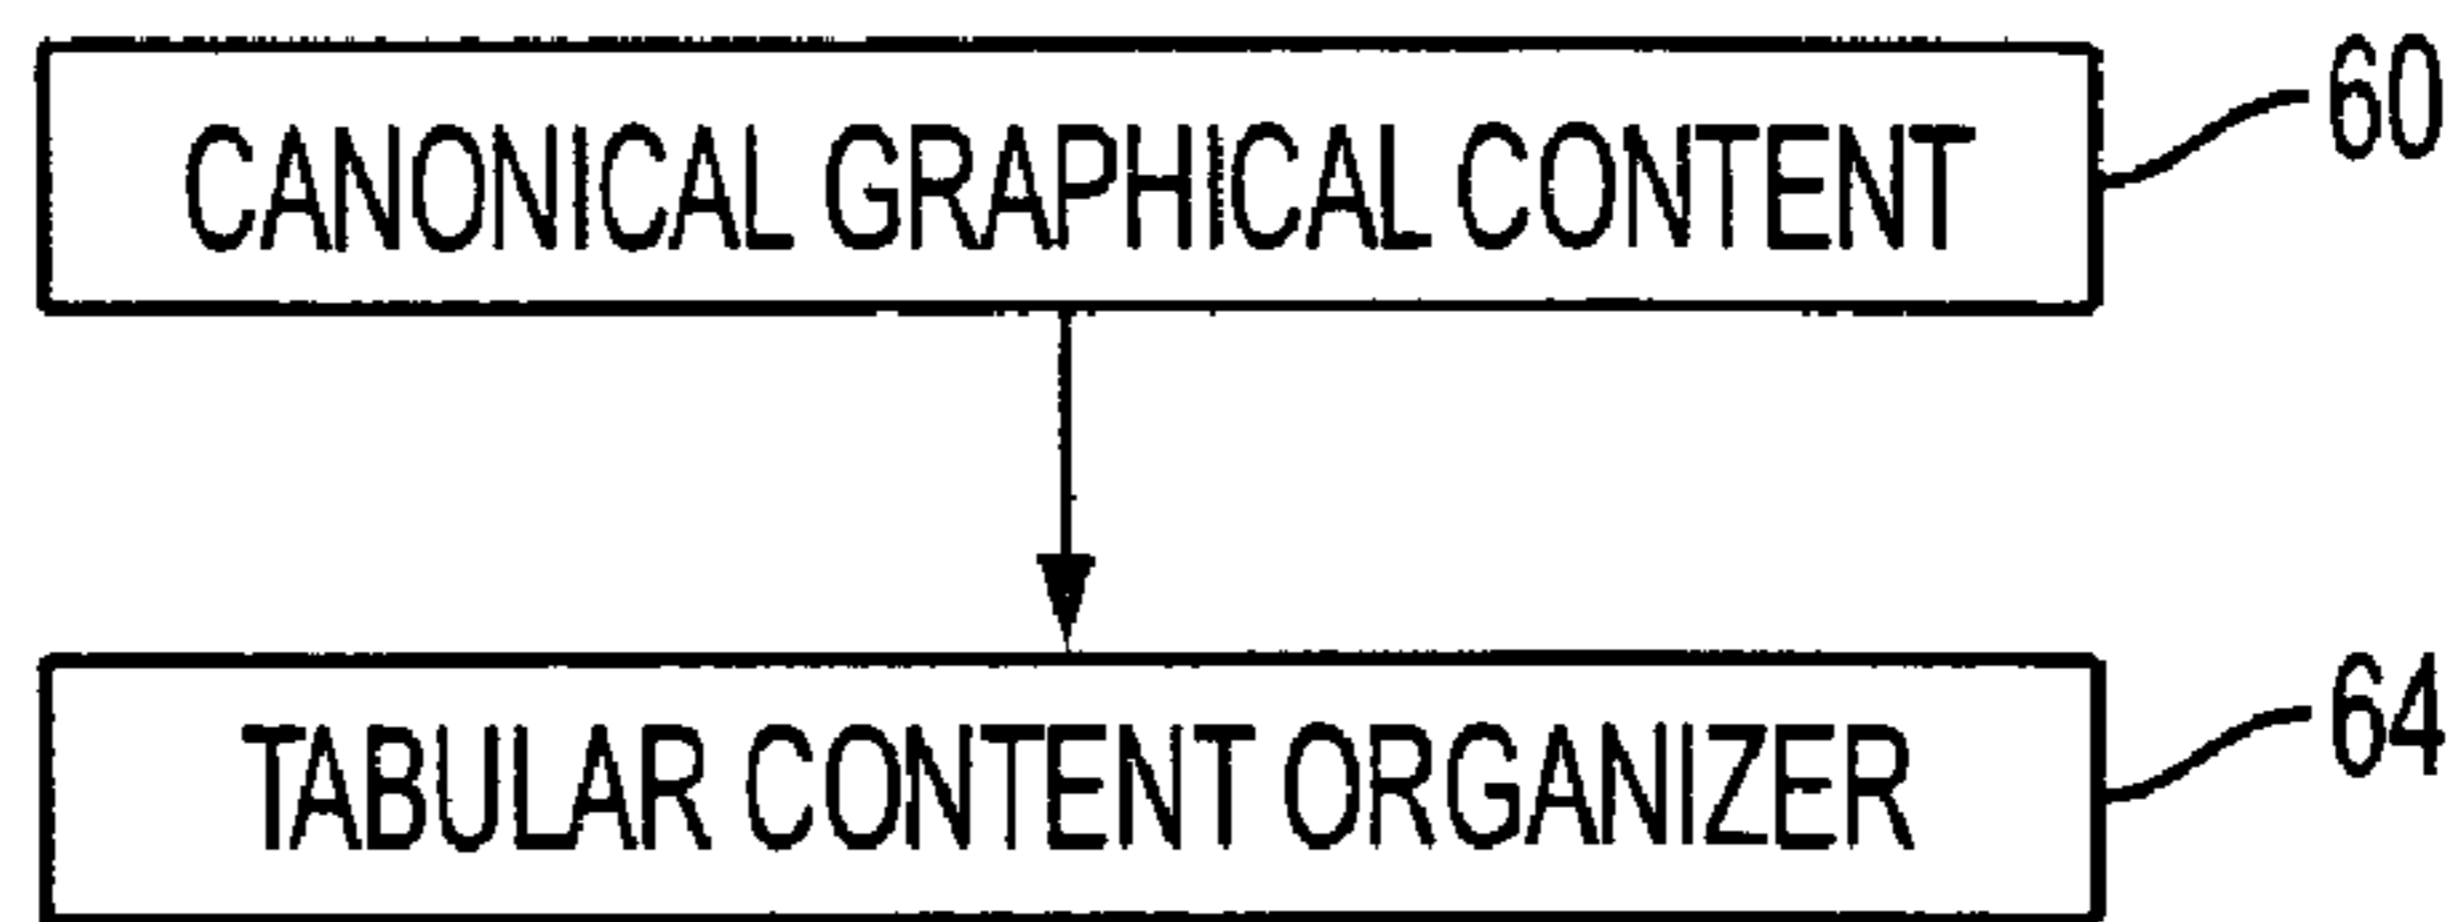 CANONICAL GRAPHICAL CONTENT 60
TABULAR CONTENT ORGANIZER 64